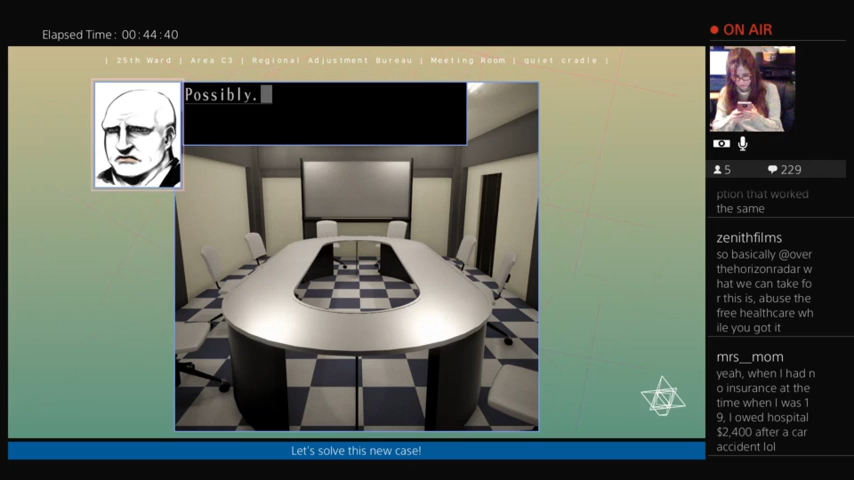 Elapsed Time: 00:44:40
ON AIR
| 25th Ward | Area C3 | Regional Adjustment Bureau | Meeting Room | quiet cradle |
Possibly.
5 229
ption that worked
the same
zenithfilms
so basically @over
thehorizonradar w
hat we can take fo
r this is, abuse the
free healthcare wh
ile you got it
mrs__mom
yeah, when I had n
o insurance at the
time when I was 1
9, I owed hospital
$2,400 after a car
accident lol
Let's solve this new case!